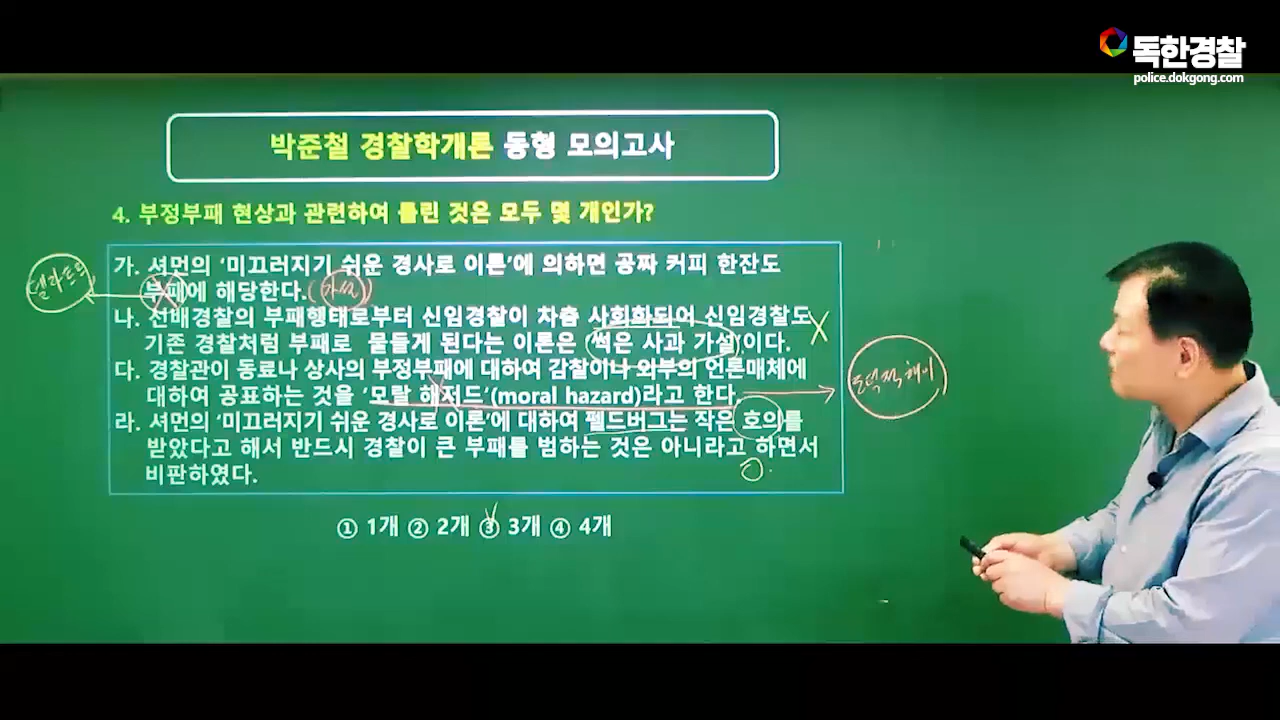 독한경찰
police.dokgong.com
박준철 경찰학개론 동형 모의고사
4. 부정부패 현상과 관련하여 틀린 것은 모두 몇 개인가?
가. 셔먼의 '미끄러지기 쉬운 경사로 이론'에 의하면 공짜 커피 한잔도
부패에 해당한다. (가설)
나. 선배경찰의 부패행태로부터 신임경찰이 차츰 사회화되어 신임경찰도
기존 경찰처럼 부패로 물들게 된다는 이론은 '썩은 사과 가설'이다.
다. 경찰관이 동료나 상사의 부정부패에 대하여 감찰이나 외부의 언론매체에
대하여 공표하는 것을 '모랄 해저드'(moral hazard)라고 한다.
도덕적해이
라. 셔먼의 '미끄러지기 쉬운 경사로 이론'에 대하여 펠드버그는 작은 호의를
받았다고 해서 반드시 경찰이 큰 부패를 범하는 것은 아니라고 하면서
비판하였다.
① 1개 ② 2개 ③ 3개 ④ 4개